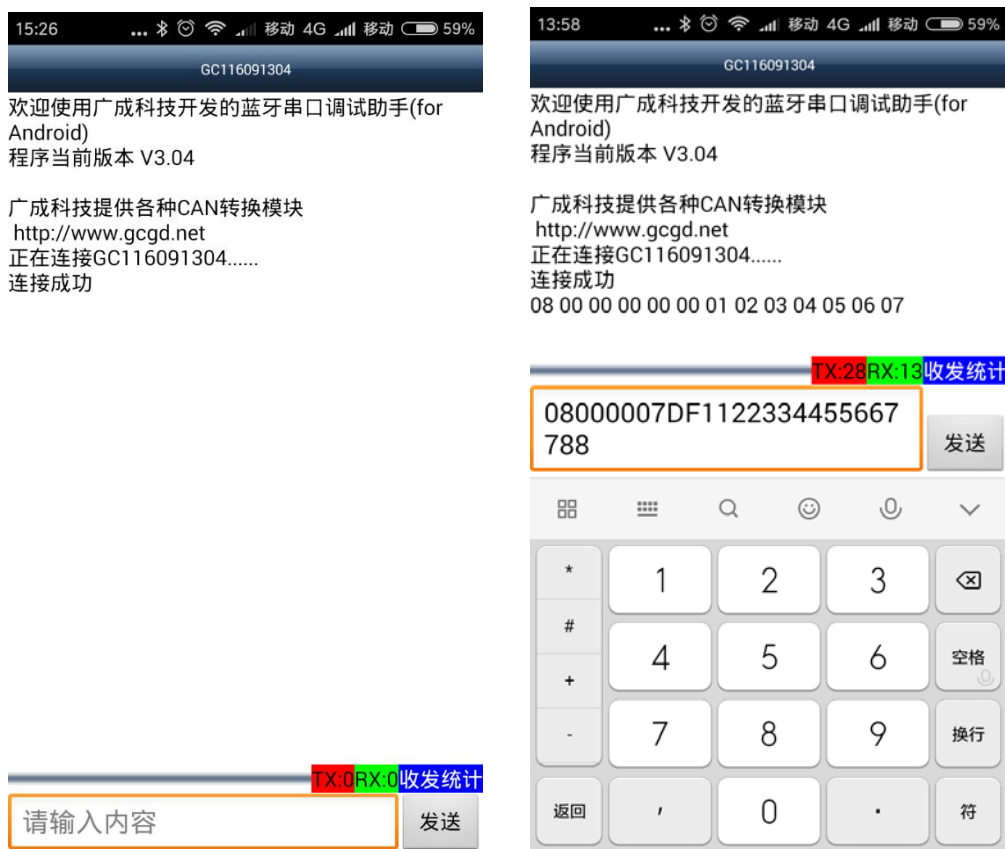 15:26 ... 移动 4G 移动 59%
GC116091304
欢迎使用广成科技开发的蓝牙串口调试助手(for
Android)
程序当前版本 V3.04
广成科技提供各种CAN转换模块
http://www.gcgd.net
正在连接GC116091304......
连接成功
TX:0RX:0收发统计
请输入内容
发送
13:58 ... 移动 4G 移动 59%
GC116091304
欢迎使用广成科技开发的蓝牙串口调试助手(for
Android)
程序当前版本 V3.04
广成科技提供各种CAN转换模块
http://www.gcgd.net
正在连接GC116091304......
连接成功
08 00 00 00 00 00 01 02 03 04 05 06 07
TX:28RX:13收发统计
08000007DF1122334455667
788
发送
* 1 2 3
# 4 5 6 空格
+
- 7 8 9 换行
返回 , 0 . 符